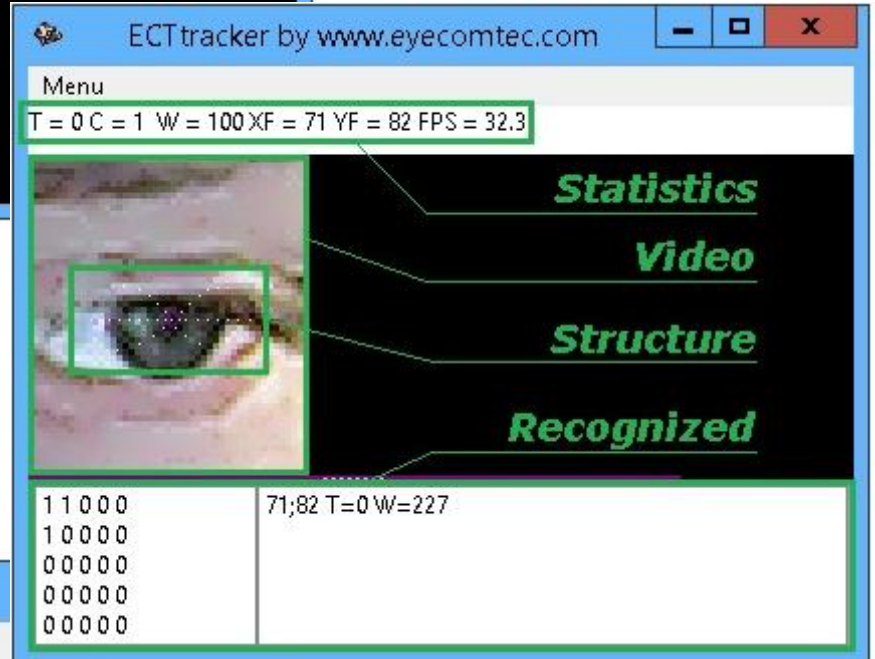 ECTtracker by www.eyecomtec.com
Menu
T = 0 C = 1 W = 100 XF = 71 YF = 82 FPS = 32.3
Statistics
Video
Structure
Recognized
1 1 0 0 0
1 0 0 0 0
0 0 0 0 0
0 0 0 0 0
0 0 0 0 0
71;82 T=0 W=227